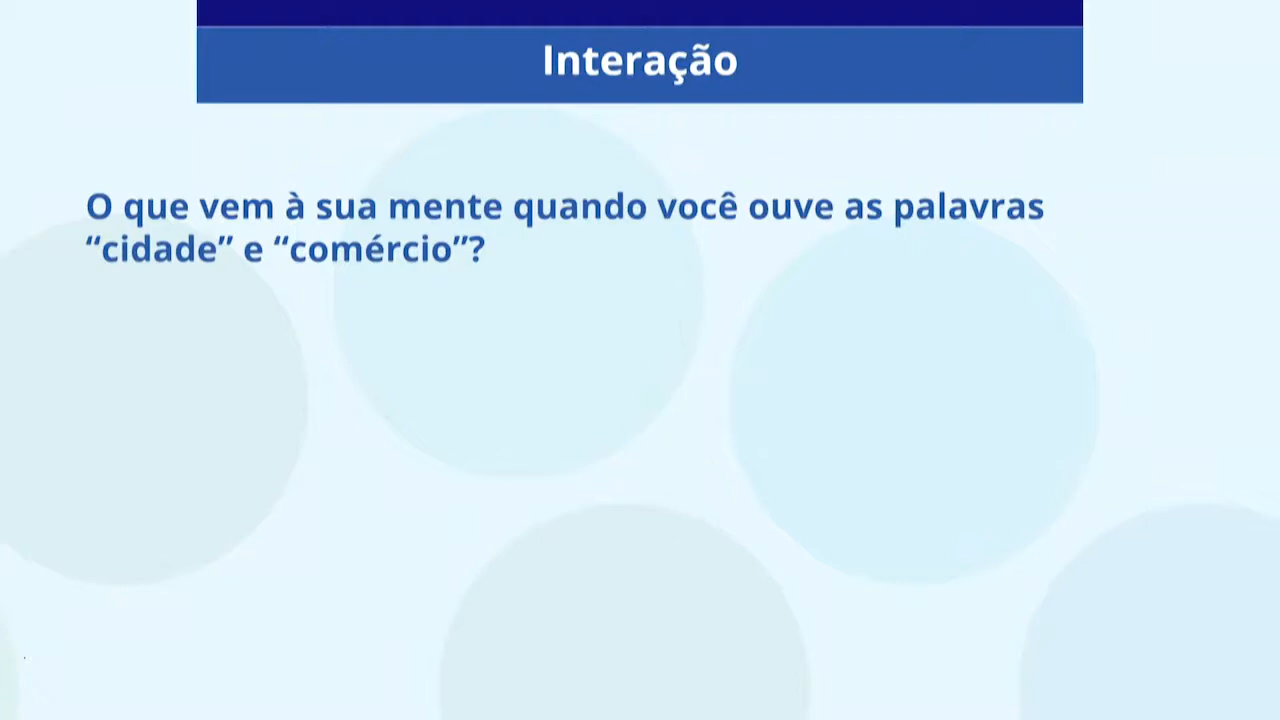 Interação
O que vem à sua mente quando você ouve as palavras
“cidade” e “comércio”?